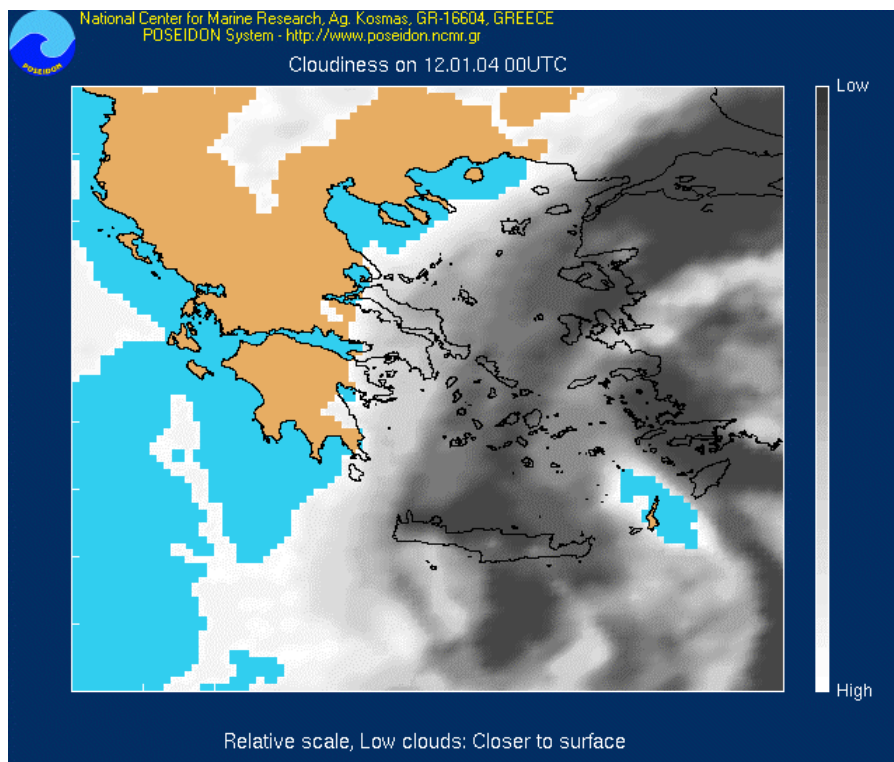 National Center for Marine Research, Ag. Kosmas, GR-16604, GREECE
POSEIDON System - http://www.poseidon.ncmr.gr
POSEIDON
Cloudiness on 12.01.04 00UTC
Low
High
Relative scale, Low clouds: Closer to surface